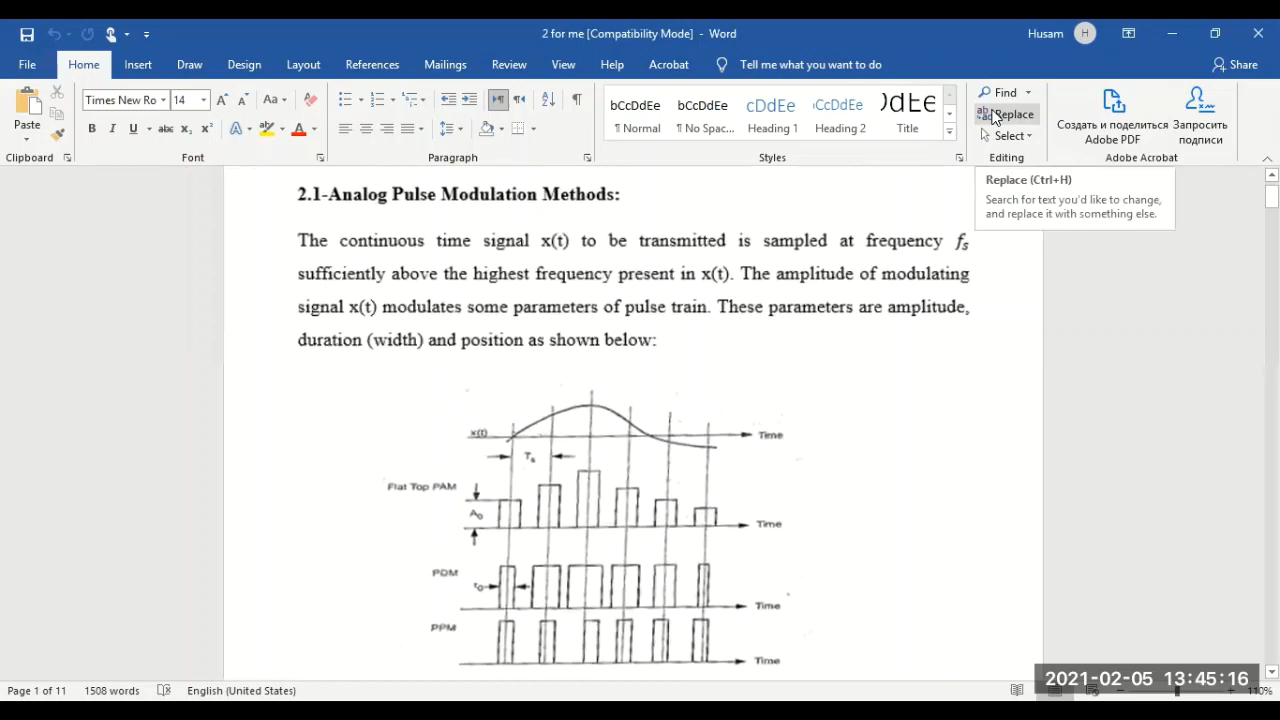 2 for me [Compatibility Mode] - Word
Husam
H
File Home Insert Draw Design Layout References Mailings Review View Help Acrobat Tell me what you want to do Share
Paste
Clipboard
Times New Ro 14
Font
Paragraph
bCcDdEe
¶ Normal
bCcDdEe
¶ No Spac...
cDdEe
Heading 1
cCcDdEe
Heading 2
DdEe
Title
Styles
Find
Replace
Select
Editing
Создать и поделиться
Adobe PDF
Запросить
подписи
Adobe Acrobat
Replace (Ctrl+H)
Search for text you'd like to change,
and replace it with something else.
2.1-Analog Pulse Modulation Methods:
The continuous time signal x(t) to be transmitted is sampled at frequency fs
sufficiently above the highest frequency present in x(t). The amplitude of modulating
signal x(t) modulates some parameters of pulse train. These parameters are amplitude,
duration (width) and position as shown below:
x(t) Time
Ts
Flat Top PAM
A0
Time
PDM
τ0
Time
PPM
Time
Page 1 of 11 1508 words English (United States)
2021-02-05 13:45:16
110%